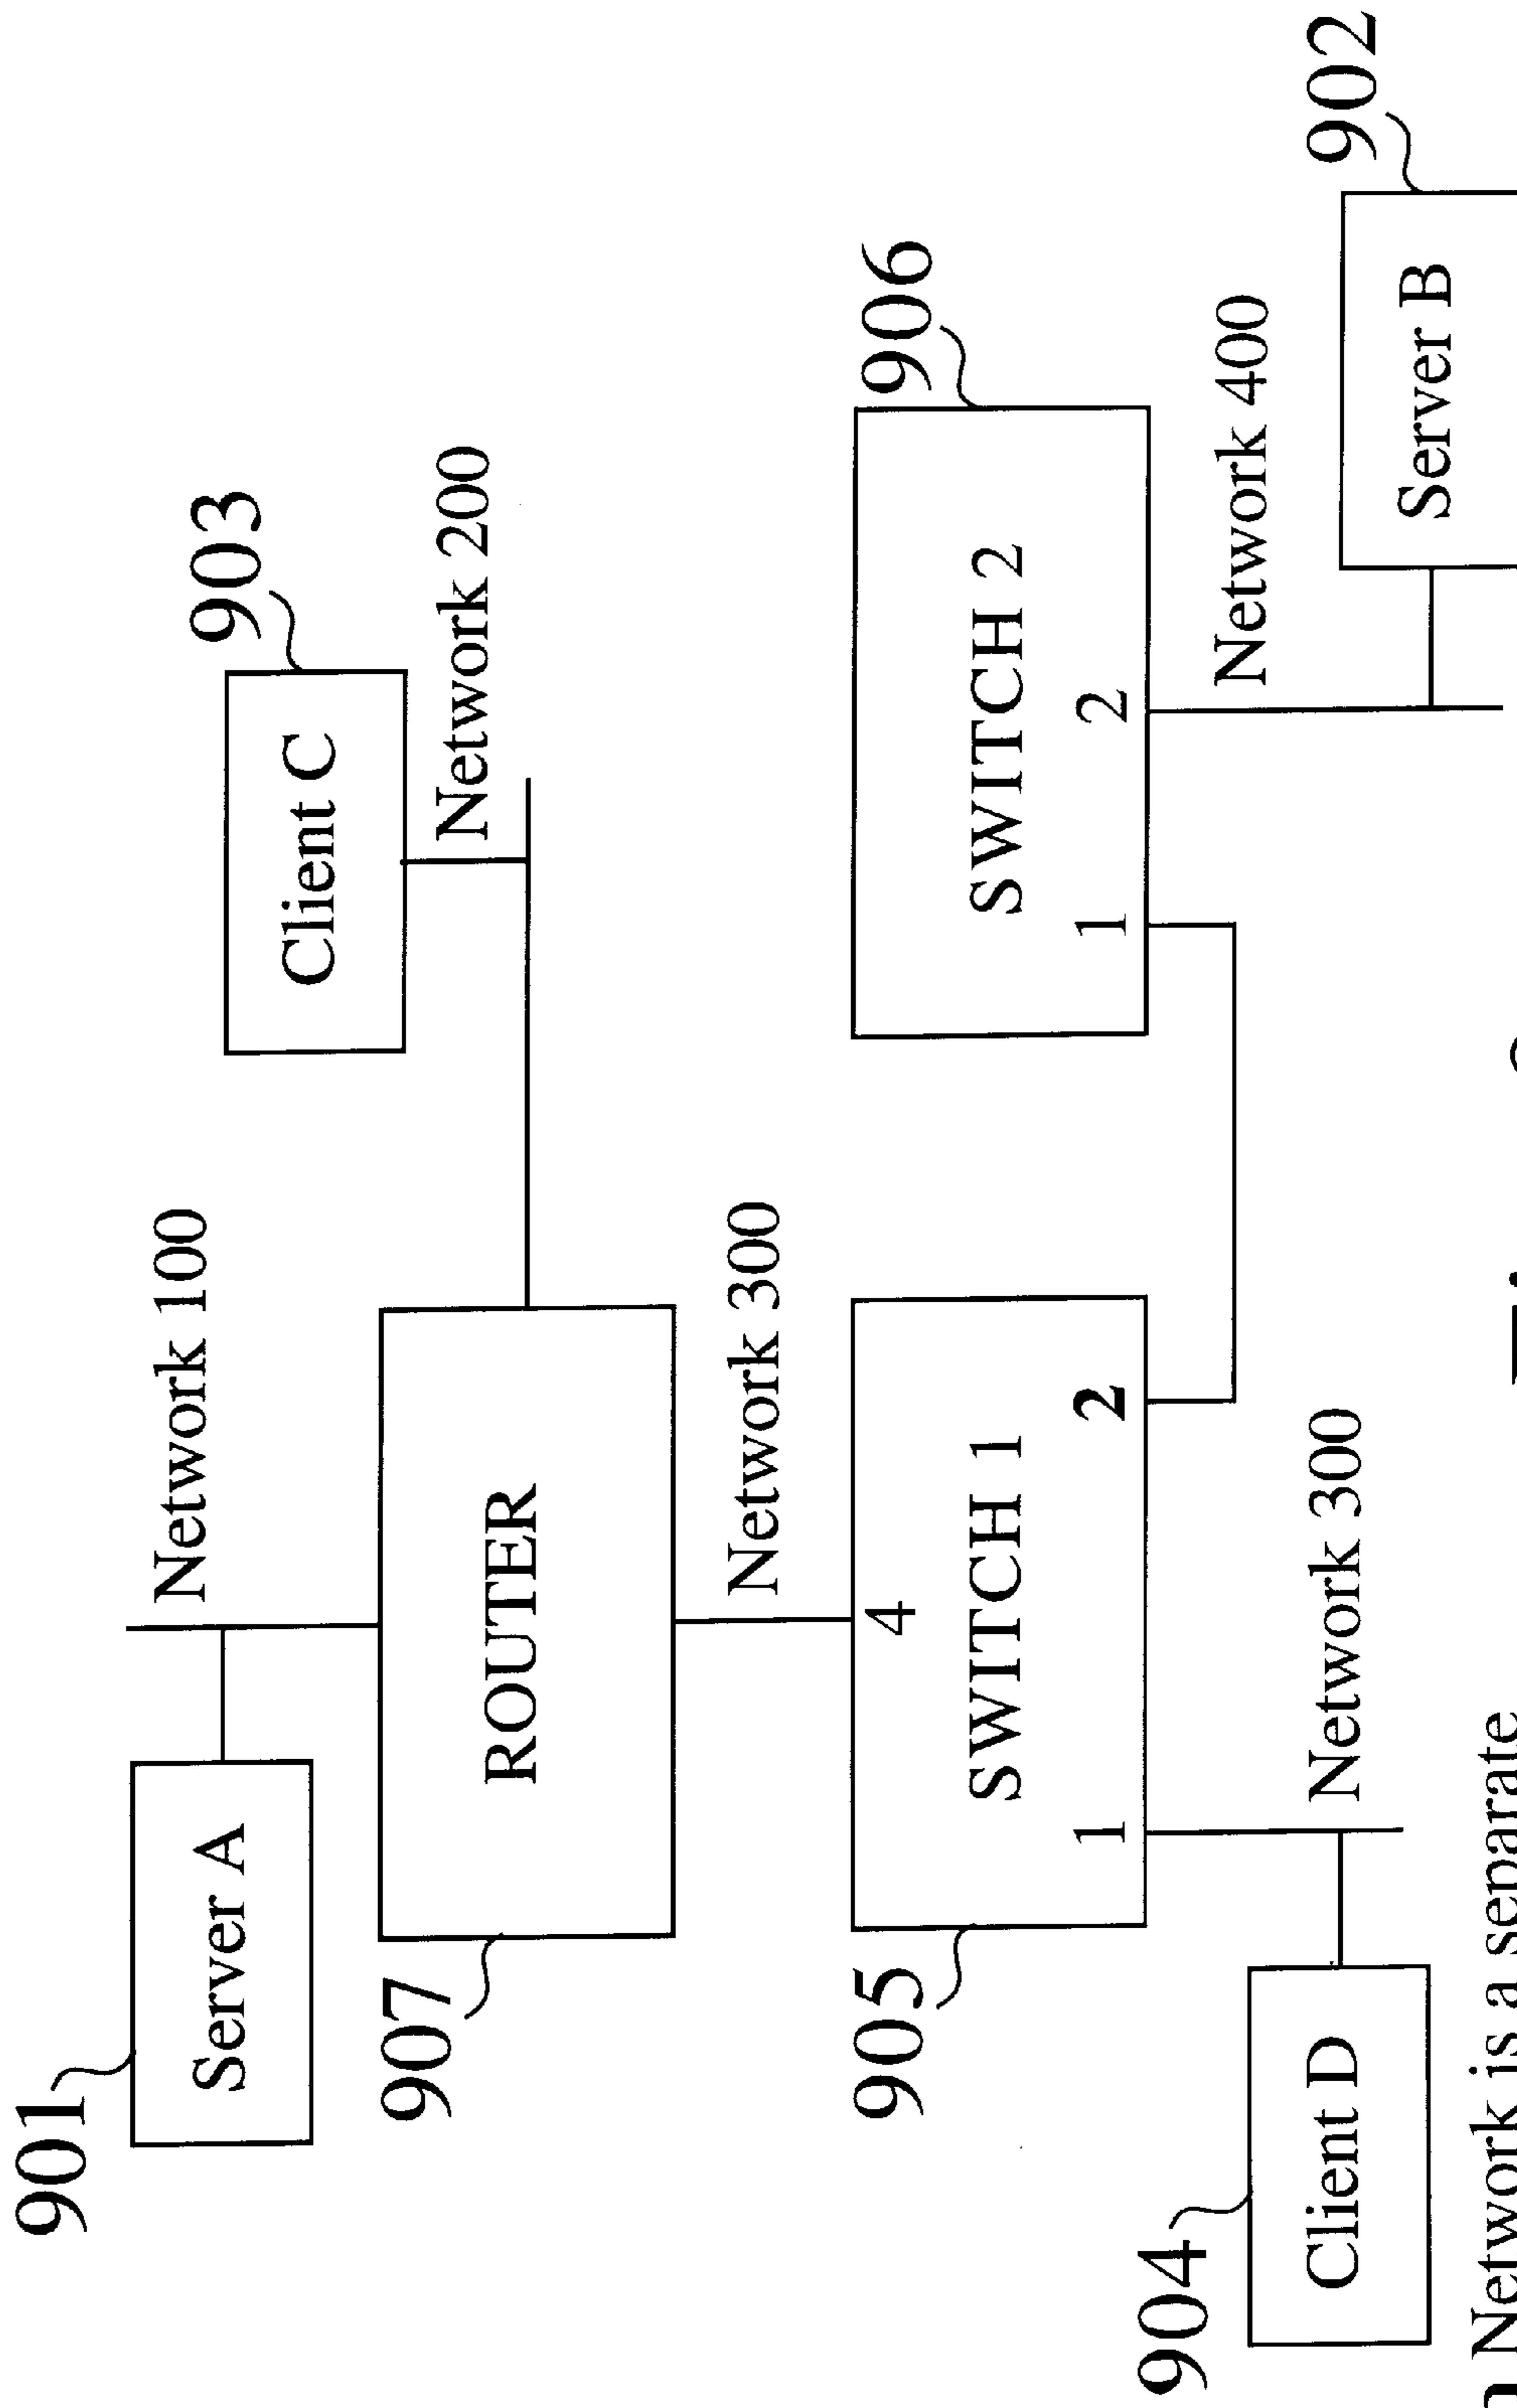 901
Server A
Network 100
903
Client C
Network 200
907
ROUTER
Network 300
905
4
SWITCH 1
1
2
906
SWITCH 2
1
2
Network 400
904
Client D
Network 300
902
Server B
Network is a separate